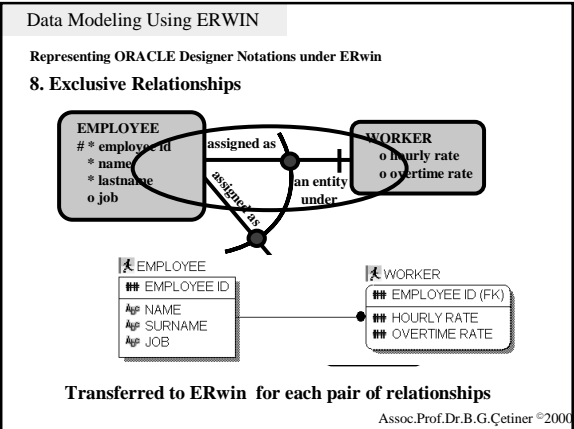 Data Modeling Using ERWIN
Representing ORACLE Designer Notations under ERwin
8. Exclusive Relationships
EMPLOYEE
# * employee id
* name
* lastname
o job
assigned as
assigned as
an entity
under
WORKER
o hourly rate
o overtime rate
EMPLOYEE
EMPLOYEE ID
NAME
SURNAME
JOB
WORKER
EMPLOYEE ID (FK)
HOURLY RATE
OVERTIME RATE
Transferred to ERwin for each pair of relationships
Assoc.Prof.Dr.B.G.Çetiner ©2000